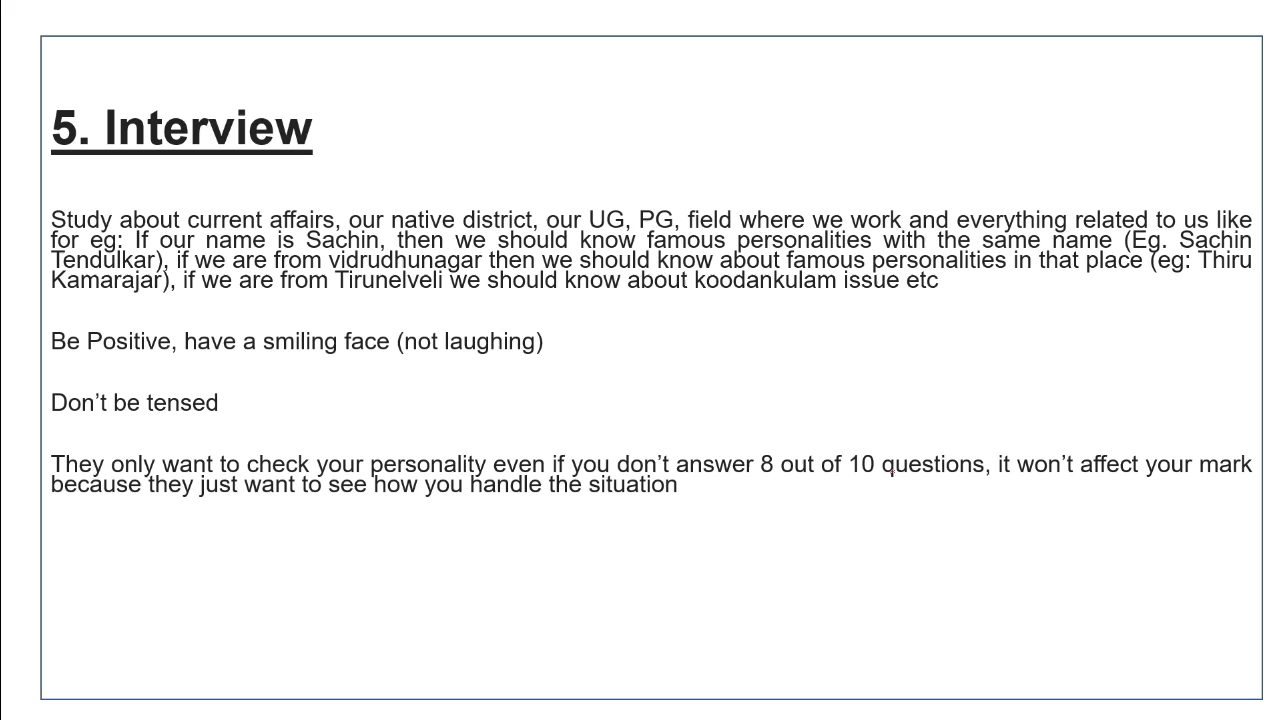 5. Interview
Study about current affairs, our native district, our UG, PG, field where we work and everything related to us like
for eg: If our name is Sachin, then we should know famous personalities with the same name (Eg. Sachin
Tendulkar), if we are from vidrudhunagar then we should know about famous personalities in that place (eg: Thiru
Kamarajar), if we are from Tirunelveli we should know about koodankulam issue etc
Be Positive, have a smiling face (not laughing)
Don’t be tensed
They only want to check your personality even if you don’t answer 8 out of 10 questions, it won’t affect your mark
because they just want to see how you handle the situation